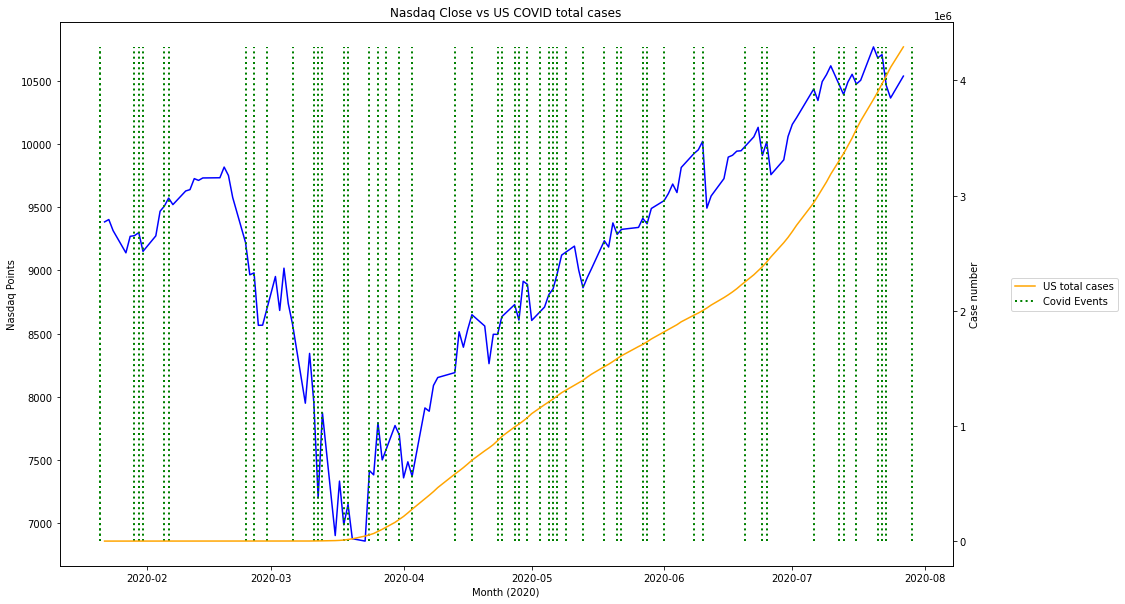 Nasdaq Close vs US COVID total cases
1e6
10500
10000
9500
9000
8500
8000
7500
7000
Nasdaq Points
4
3
2
1
0
Case number
US total cases
Covid Events
2020-02
2020-03
2020-04
2020-05
2020-06
2020-07
2020-08
Month (2020)